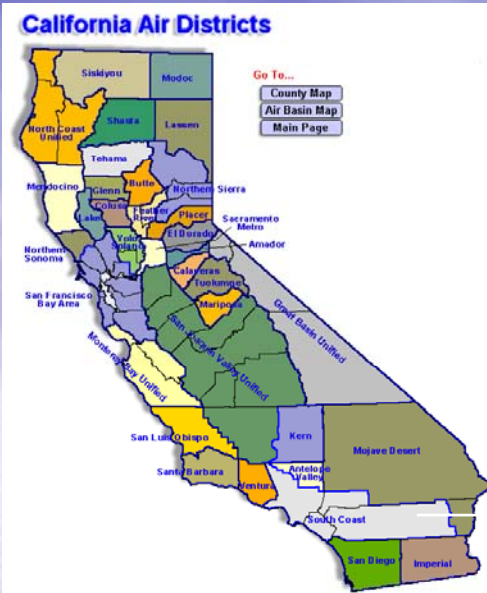 California Air Districts
Siskiyou
Modoc
Go To...
County Map
Air Basin Map
Main Page
North Coast
Unified
Shasta
Lassen
Tehama
Mendocino
Glenn
Butte
Northern Sierra
Colusa
Feather
River
Placer
Lake
Sacramento
Metro
Yolo
Solano
El Dorado
Amador
Northern
Sonoma
Calaveras
Tuolumne
San Francisco
Bay Area
Mariposa
Great Basin Unified
San Joaquin Valley Unified
Monterey Bay Unified
San Luis Obispo
Kern
Mojave Desert
Santa Barbara
Antelope
Valley
Ventura
South Coast
San Diego
Imperial